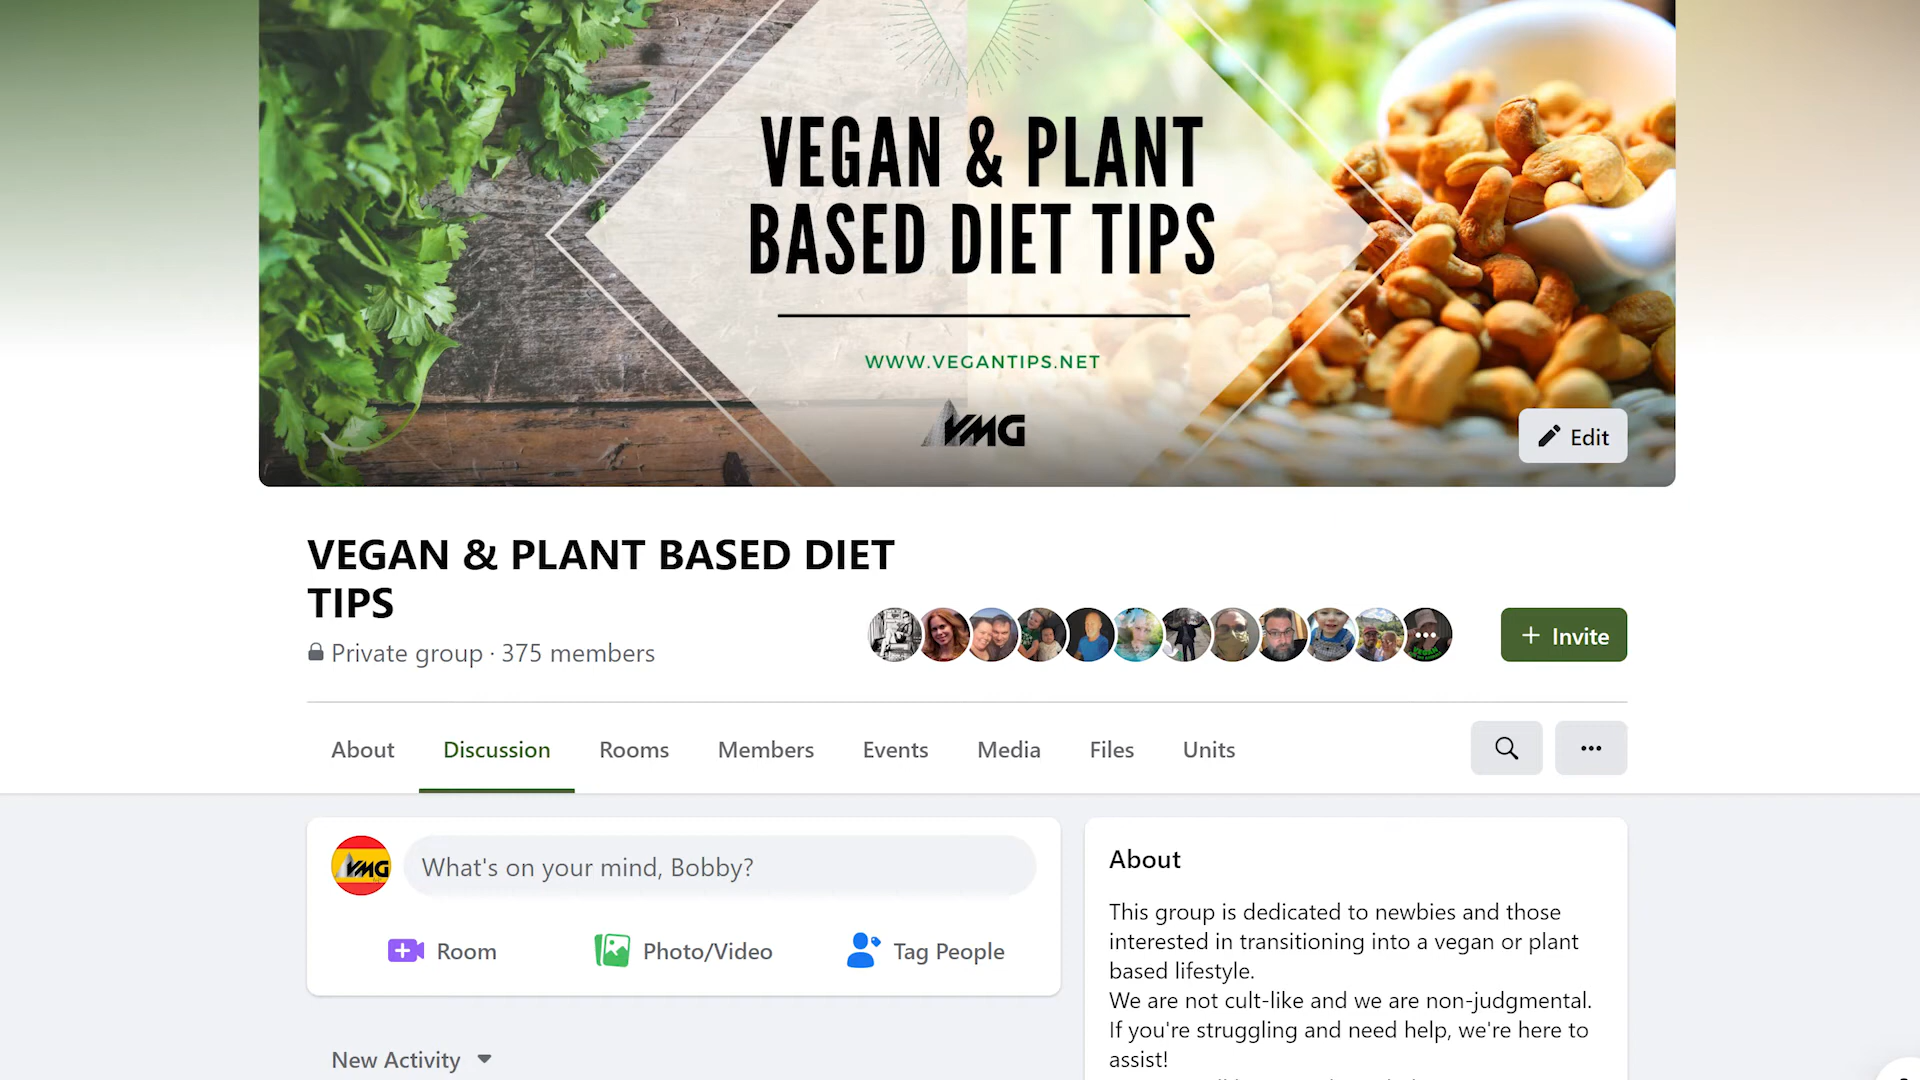 VEGAN & PLANT
BASED DIET TIPS
WWW.VEGANTIPS.NET
VMG
Edit
VEGAN & PLANT BASED DIET
TIPS
Private group · 375 members
Invite
About
Discussion
Rooms
Members
Events
Media
Files
Units
VMG
What's on your mind, Bobby?
Room
Photo/Video
Tag People
New Activity
About
This group is dedicated to newbies and those
interested in transitioning into a vegan or plant
based lifestyle.
We are not cult-like and we are non-judgmental.
If you're struggling and need help, we're here to
assist!